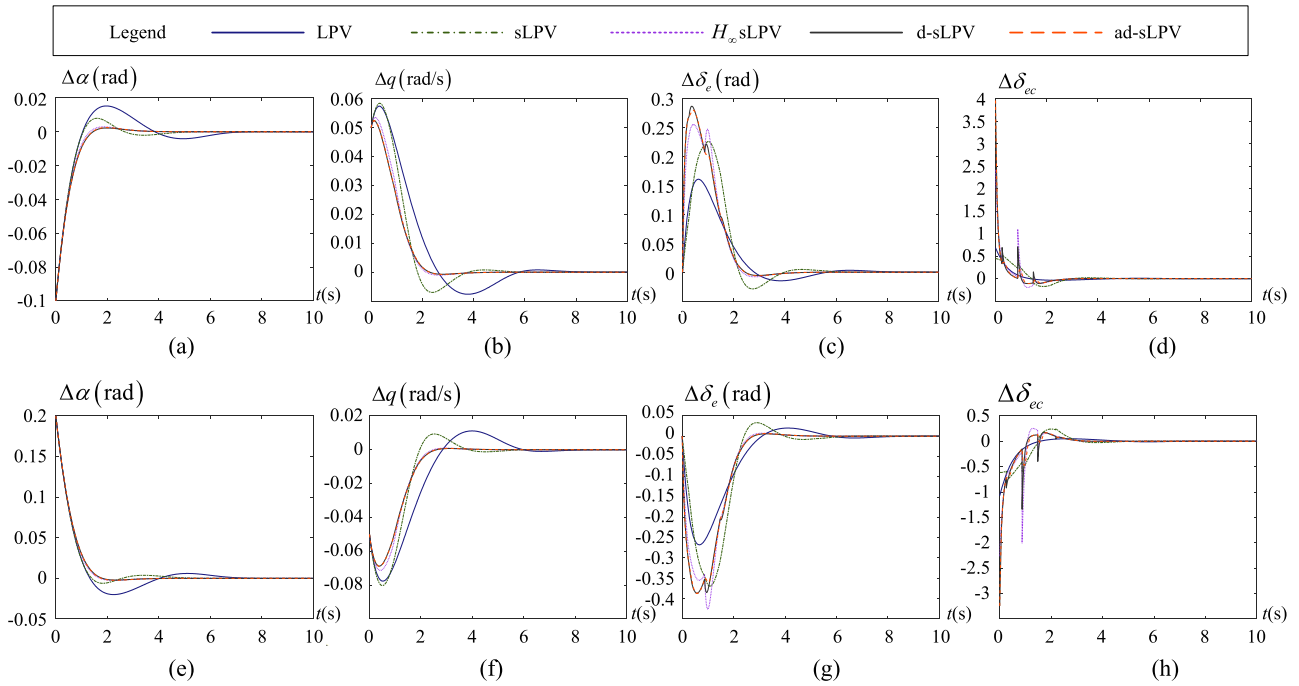 Legend LPV sLPV H∞sLPV d-sLPV ad-sLPV
Δα(rad)
0.02
0
-0.02
-0.04
-0.06
-0.08
-0.1
t(s)
0 2 4 6 8 10
(a)
Δq(rad/s)
0.06
0.05
0.04
0.03
0.02
0.01
0
t(s)
0 2 4 6 8 10
(b)
Δδe(rad)
0.3
0.25
0.2
0.15
0.1
0.05
0
t(s)
0 2 4 6 8 10
(c)
Δδec
4
3.5
3
2.5
2
1.5
1
0.5
0
t(s)
0 2 4 6 8 10
(d)
Δα(rad)
0.2
0.15
0.1
0.05
0
-0.05
t(s)
0 2 4 6 8 10
(e)
Δq(rad/s)
0.02
0
-0.02
-0.04
-0.06
-0.08
t(s)
0 2 4 6 8 10
(f)
Δδe(rad)
0.05
0
-0.05
-0.1
-0.15
-0.2
-0.25
-0.3
-0.35
-0.4
t(s)
0 2 4 6 8 10
(g)
Δδec
0.5
0
-0.5
-1
-1.5
-2
-2.5
-3
t(s)
0 2 4 6 8 10
(h)